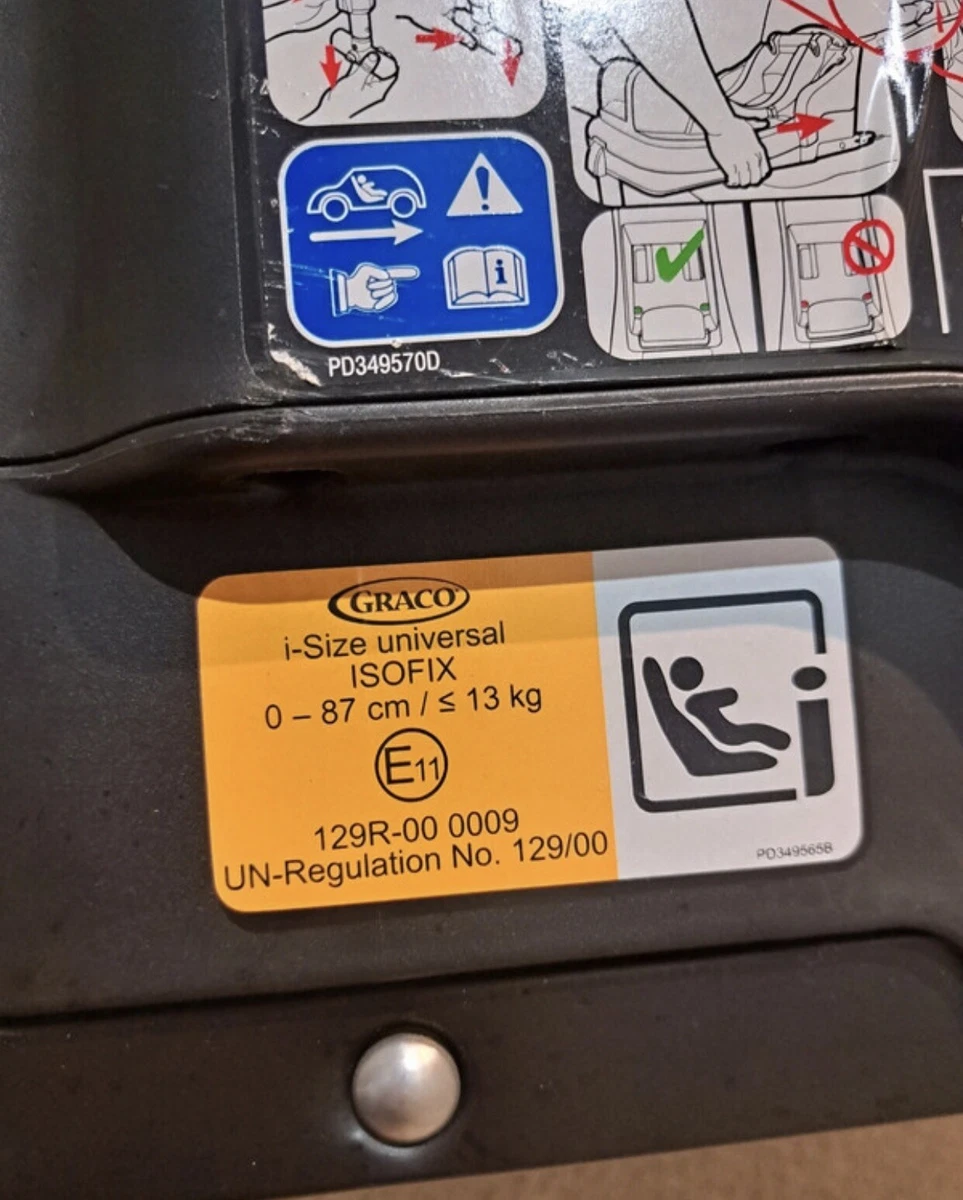 i
PD349570D
GRACO
i-Size universal
ISOFIX
0 – 87 cm / ≤ 13 kg
E11
129R-00 0009
UN-Regulation No. 129/00
i
PD349565B